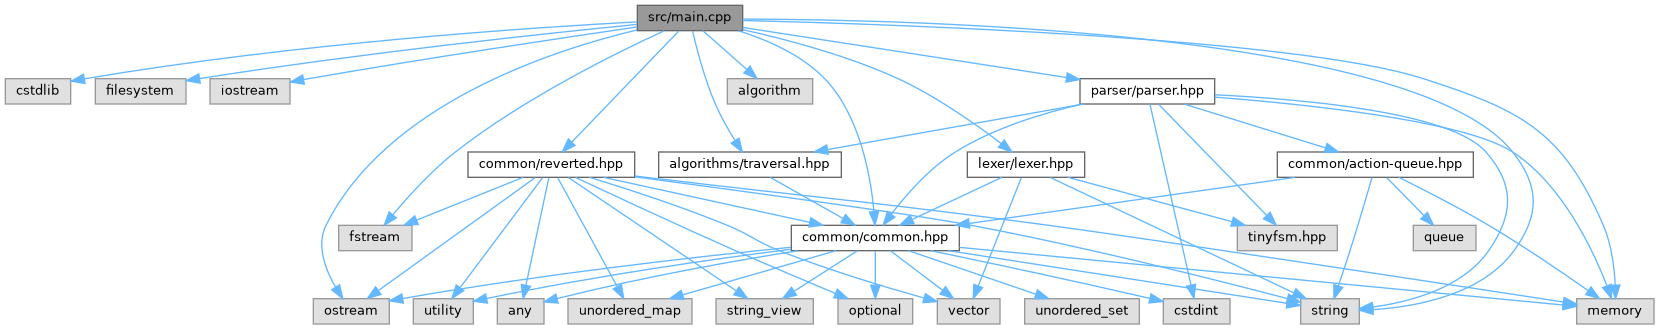 src/main.cpp
cstdlib
filesystem
iostream
algorithm
parser/parser.hpp
common/reverted.hpp
algorithms/traversal.hpp
lexer/lexer.hpp
common/action-queue.hpp
fstream
common/common.hpp
tinyfsm.hpp
queue
ostream
utility
any
unordered_map
string_view
optional
vector
unordered_set
cstdint
string
memory